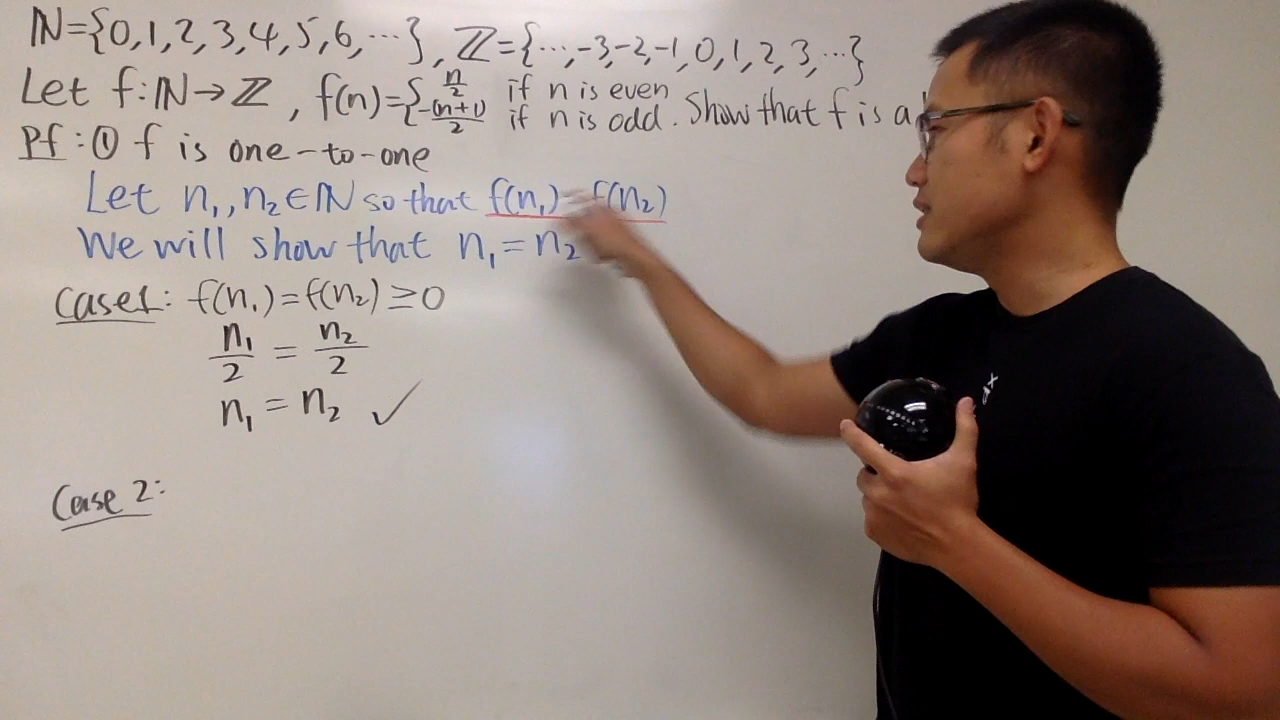 ℕ={0,1,2,3,4,5,6,⋯}, ℤ={⋯,-3,-2,-1,0,1,2,3,⋯}
Let f:ℕ→ℤ, f(n)={ n/2 if n is even
-(n+1)/2 if n is odd. Show that f is a
Pf: ① f is one-to-one
Let n₁,n₂∈ℕ so that f(n₁)=f(n₂)
We will show that n₁=n₂
Case1: f(n₁)=f(n₂)≥0
n₁/2 = n₂/2
n₁ = n₂ ✓
Case 2: